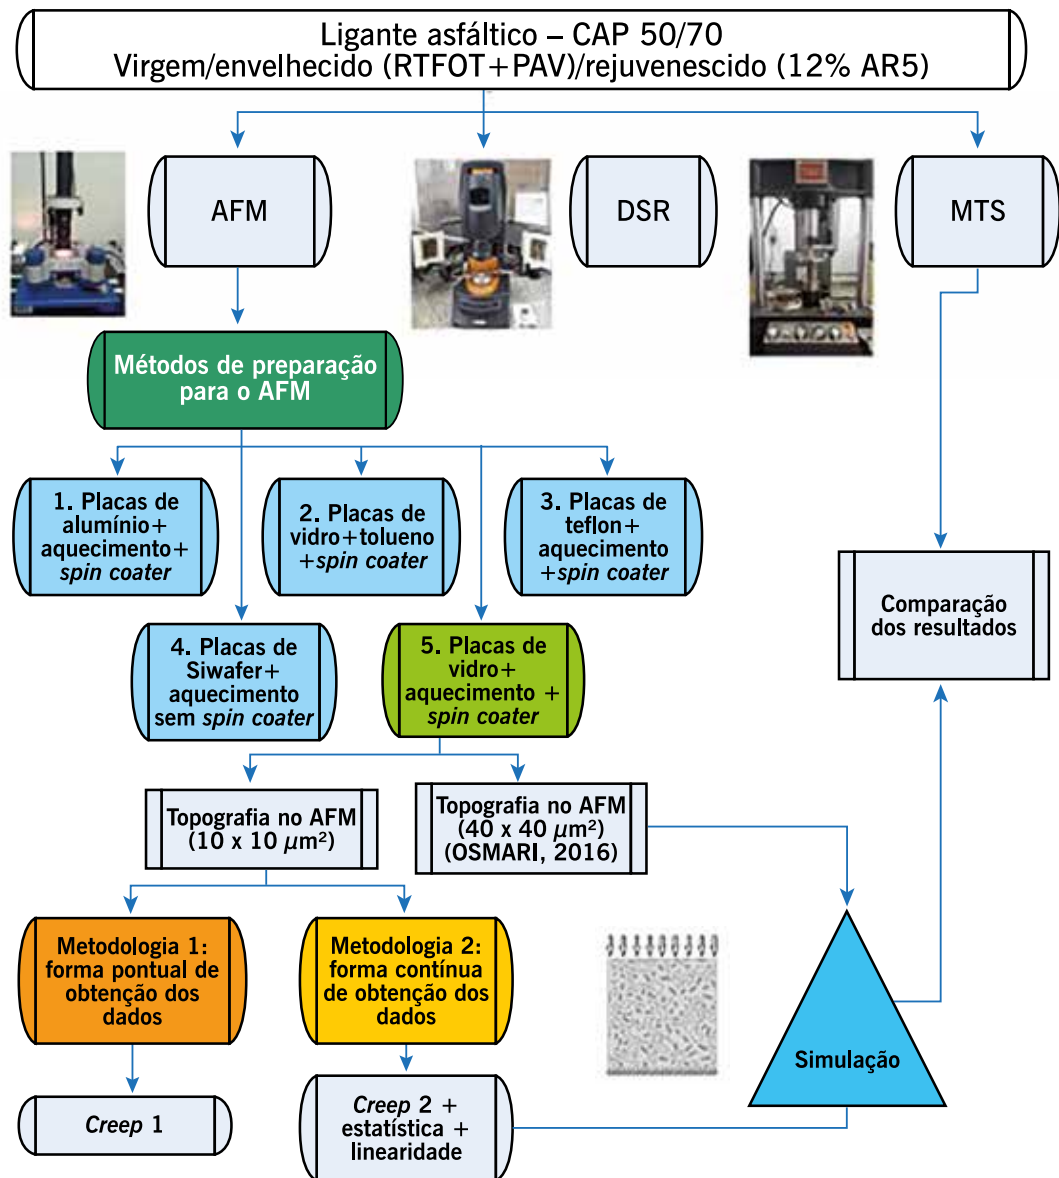 Ligante asfáltico – CAP 50/70
Virgem/envelhecido (RTFOT+PAV)/rejuvenescido (12% AR5)
AFM
DSR
MTS
Métodos de preparação
para o AFM
1. Placas de
alumínio+
aquecimento+
spin coater
2. Placas de
vidro+tolueno
+spin coater
3. Placas de
teflon+
aquecimento
+spin coater
4. Placas de
Siwafer+
aquecimento
sem spin coater
5. Placas de
vidro+
aquecimento +
spin coater
Comparação
dos resultados
Topografia no AFM
(10 x 10 μm²)
Topografia no AFM
(40 x 40 μm²)
(OSMARI, 2016)
Metodologia 1:
forma pontual de
obtenção dos
dados
Metodologia 2:
forma contínua
de obtenção dos
dados
Simulação
Creep 1
Creep 2 +
estatística +
linearidade